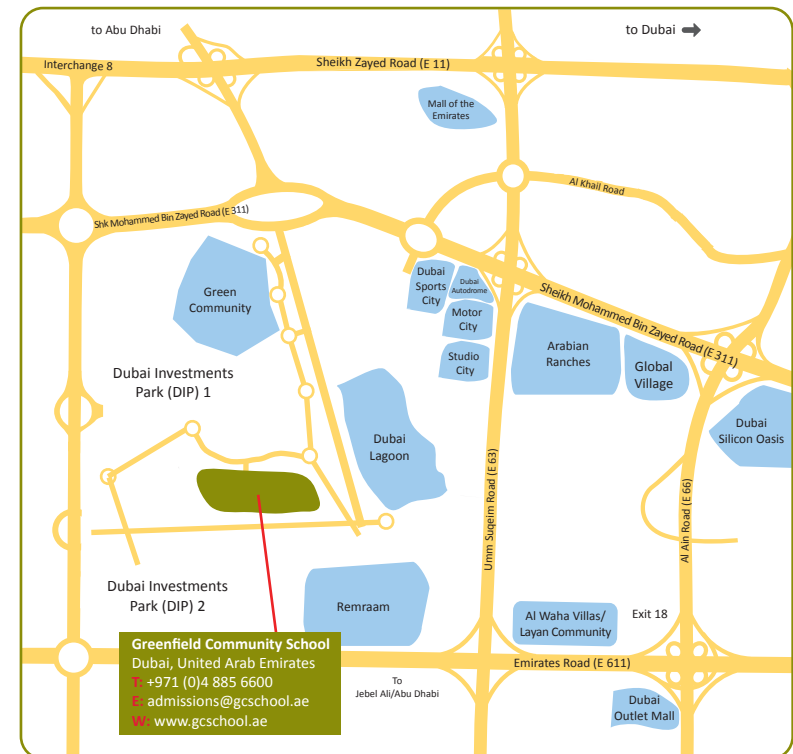 to Abu Dhabi
to Dubai
Interchange 8
Sheikh Zayed Road (E 11)
Mall of the
Emirates
Al Khail Road
Shk Mohammed Bin Zayed Road (E 311)
Green
Community
Dubai
Sports
City
Dubai
Autodrome
Motor
City
Studio
City
Sheikh Mohammed Bin Zayed Road (E 311)
Arabian
Ranches
Global
Village
Dubai
Silicon Oasis
Dubai Investments
Park (DIP) 1
Dubai
Lagoon
Umm Suqeim Road (E 63)
Al Ain Road (E 66)
Dubai Investments
Park (DIP) 2
Remraam
Al Waha Villas/
Layan Community
Exit 18
Emirates Road (E 611)
To
Jebel Ali/Abu Dhabi
Dubai
Outlet Mall
Greenfield Community School
Dubai, United Arab Emirates
T: +971 (0)4 885 6600
E: admissions@gcschool.ae
W: www.gcschool.ae